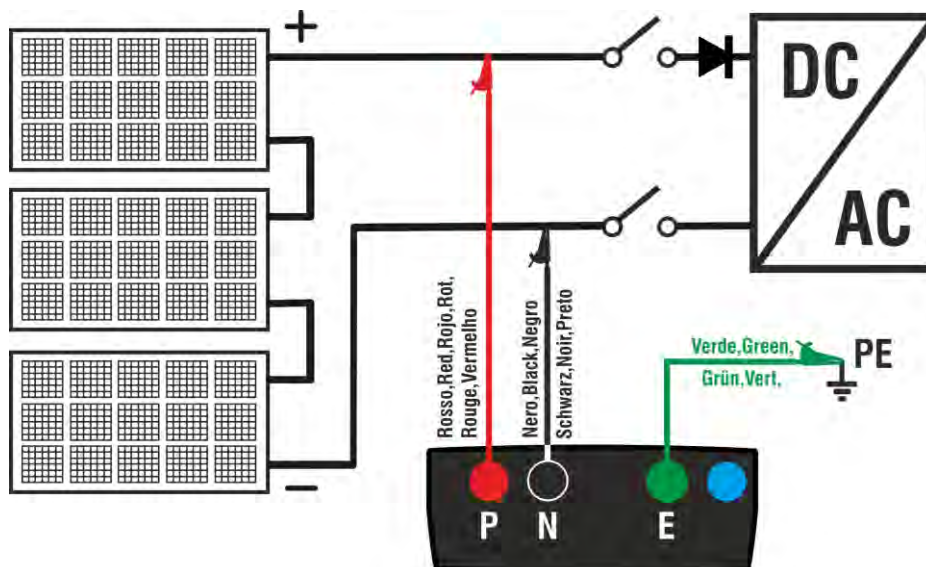 +
DC
AC
Rosso,Red,Rojo,Rot,
Rouge,Vermelho
Nero,Black,Negro
Schwarz,Noir,Preto
Verde,Green,
Grün,Vert,
PE
−
P N E